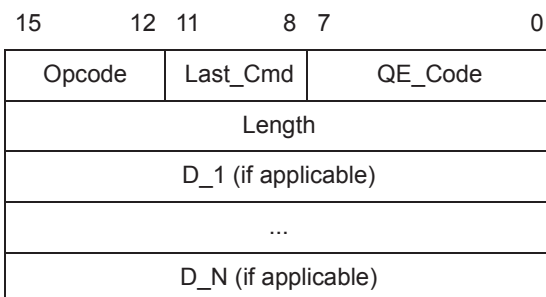 15 12 11 8 7 0
Opcode Last_Cmd QE_Code
Length
D_1 (if applicable)
...
D_N (if applicable)